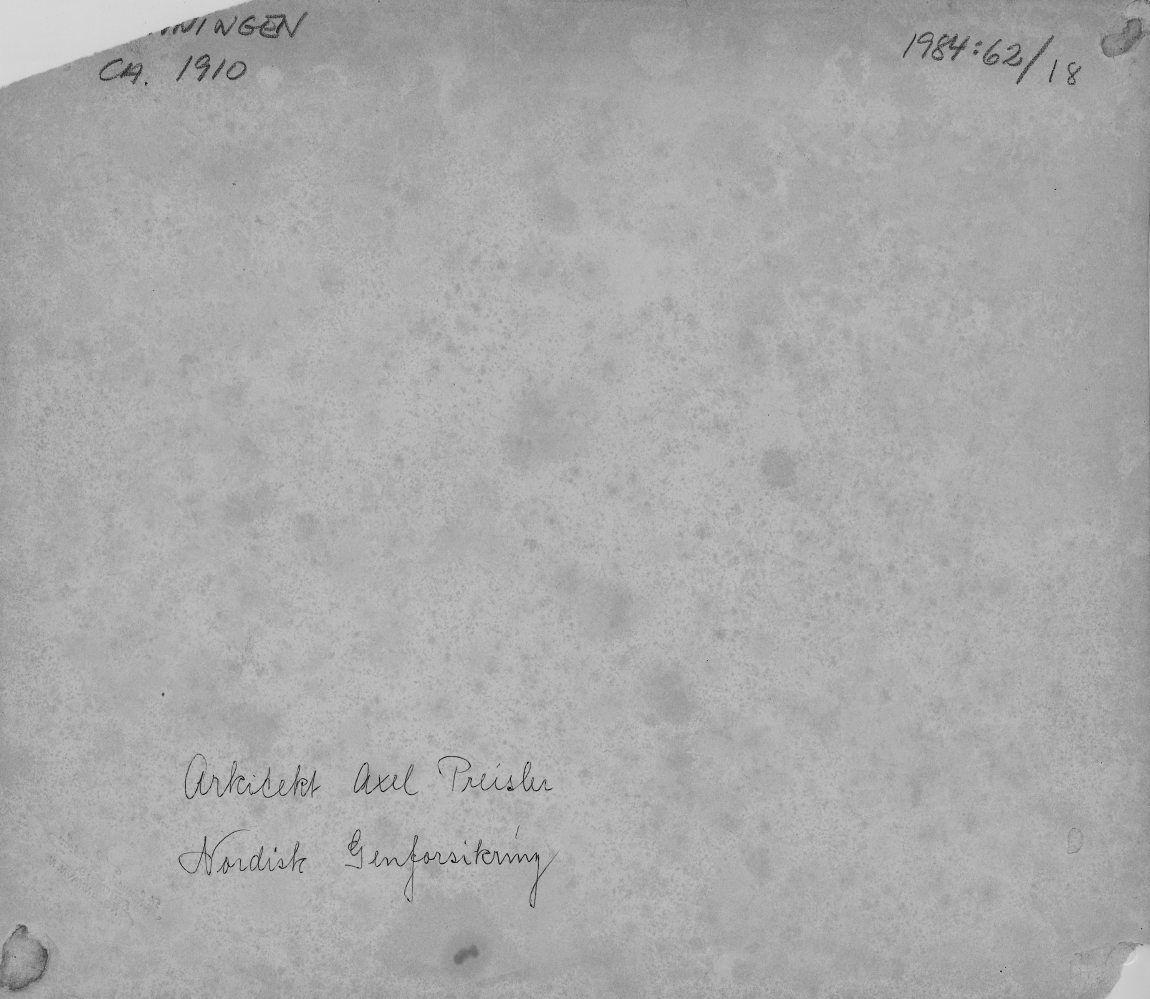 CA. 1910
1984:62/18
Arkitekt Axel Preisler
Nordisk Genforsikring